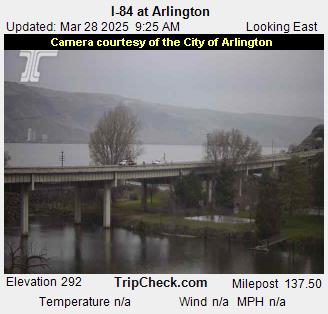 I-84 at Arlington
Updated: Mar 28 2025 9:25 AM Looking East
Camera courtesy of the City of Arlington
Elevation 292 TripCheck.com Milepost 137.50
Temperature n/a Wind n/a MPH n/a